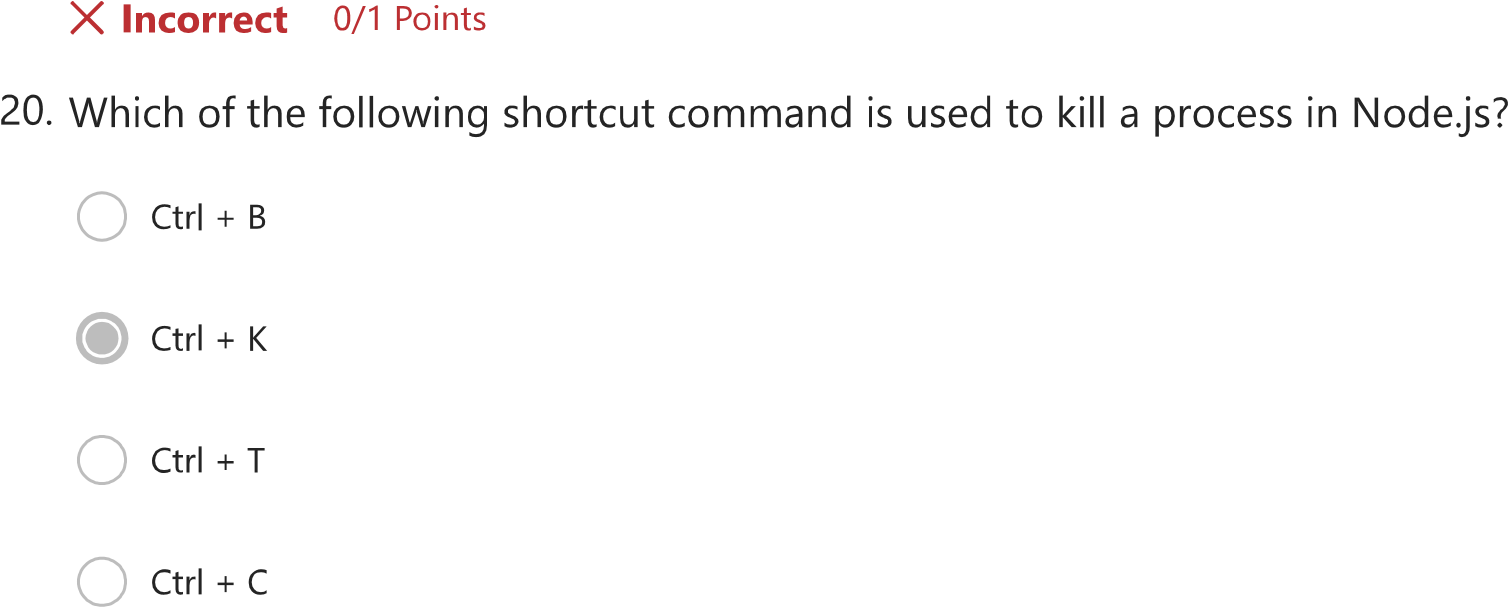 Incorrect 0/1 Points
20. Which of the following shortcut command is used to kill a process in Node.js?
Ctrl + B
Ctrl + K
Ctrl + T
Ctrl + C